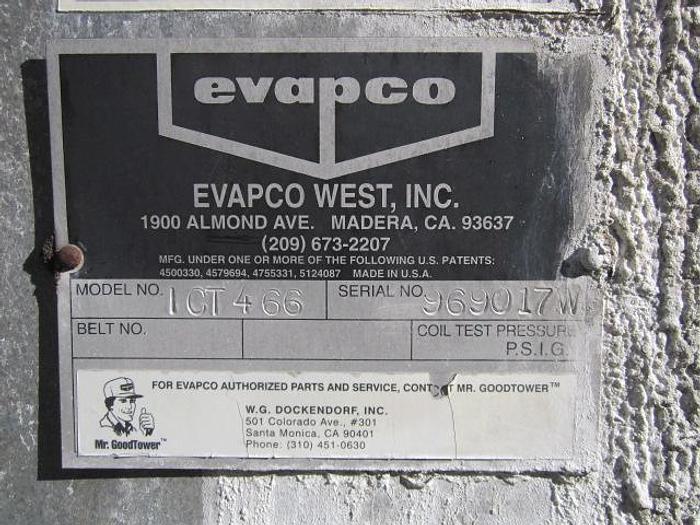 evapco
EVAPCO WEST, INC.
1900 ALMOND AVE. MADERA, CA. 93637
(209) 673-2207
MFG. UNDER ONE OR MORE OF THE FOLLOWING U.S. PATENTS:
4500330, 4579694, 4755331, 5124087 MADE IN U.S.A.
MODEL NO. ICT 4 66 SERIAL NO. 969017W
BELT NO. COIL TEST PRESSURE
P.S.I.G.
FOR EVAPCO AUTHORIZED PARTS AND SERVICE, CONTACT MR. GOODTOWER™
W.G. DOCKENDORF, INC.
501 Colorado Ave., #301
Santa Monica, CA 90401
Phone: (310) 451-0630
Mr. GoodTower™